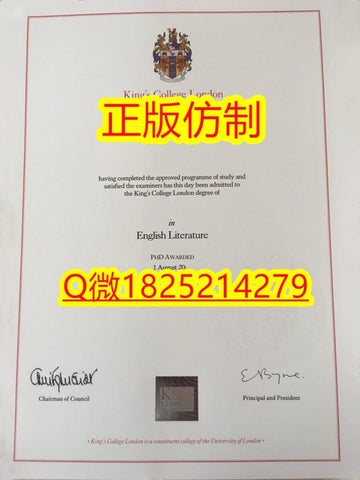 King's College London
正版仿制
having completed the approved programme of study and
satisfied the examiners has this day been admitted to
the King's College London degree of
in
English Literature
PHD AWARDED
1 August 20
Q微1825214279
Chairman of Council
Principal and President
• King's College London is a constituent college of the University of London •